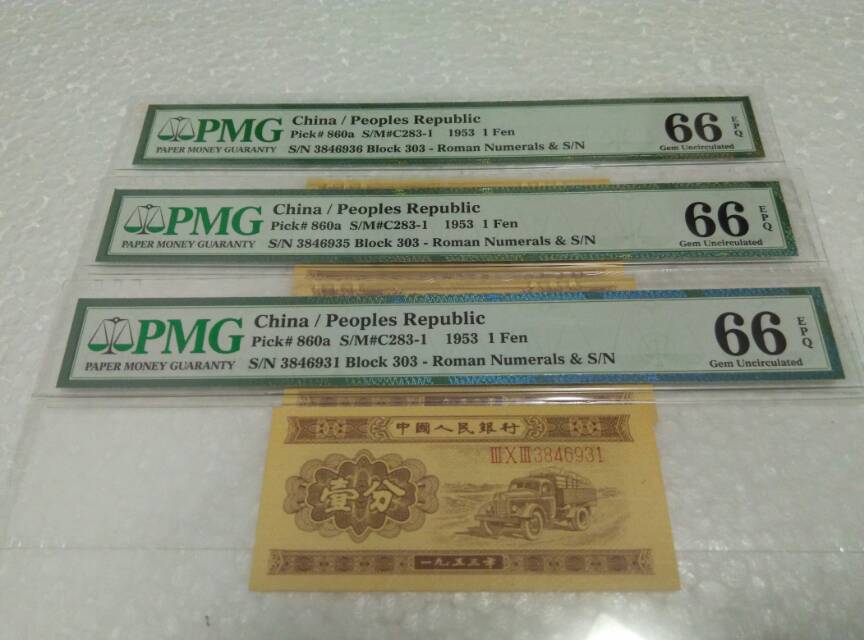 PMG
PAPER MONEY GUARANTY
China / Peoples Republic
Pick# 860a S/M#C283-1 1953 1 Fen
S/N 3846936 Block 303 - Roman Numerals & S/N
66 EPQ
Gem Uncirculated
PMG
PAPER MONEY GUARANTY
China / Peoples Republic
Pick# 860a S/M#C283-1 1953 1 Fen
S/N 3846935 Block 303 - Roman Numerals & S/N
66 EPQ
Gem Uncirculated
PMG
PAPER MONEY GUARANTY
China / Peoples Republic
Pick# 860a S/M#C283-1 1953 1 Fen
S/N 3846931 Block 303 - Roman Numerals & S/N
66 EPQ
Gem Uncirculated
中國人民銀行
ⅢⅩⅢ3846931
壹分
一九五三年